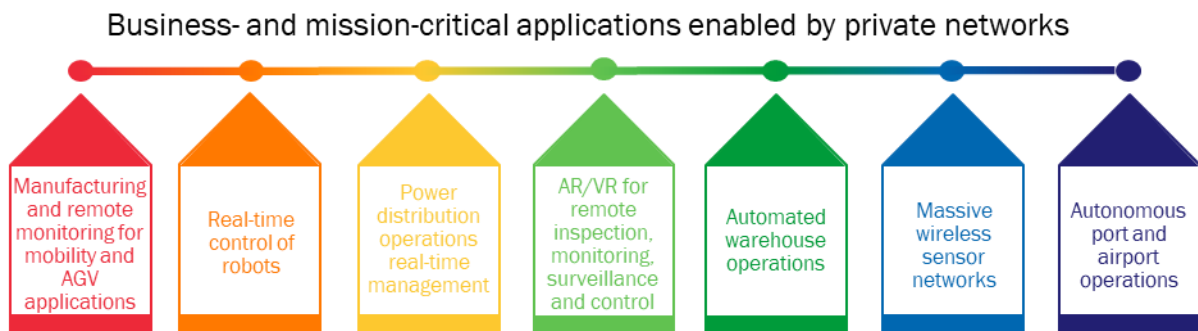 Business- and mission-critical applications enabled by private networks
Manufacturing
and remote
monitoring for
mobility and
AGV
applications
Real-time
control of
robots
Power
distribution
operations
real-time
management
AR/VR for
remote
inspection,
monitoring,
surveillance
and control
Automated
warehouse
operations
Massive
wireless
sensor
networks
Autonomous
port and
airport
operations